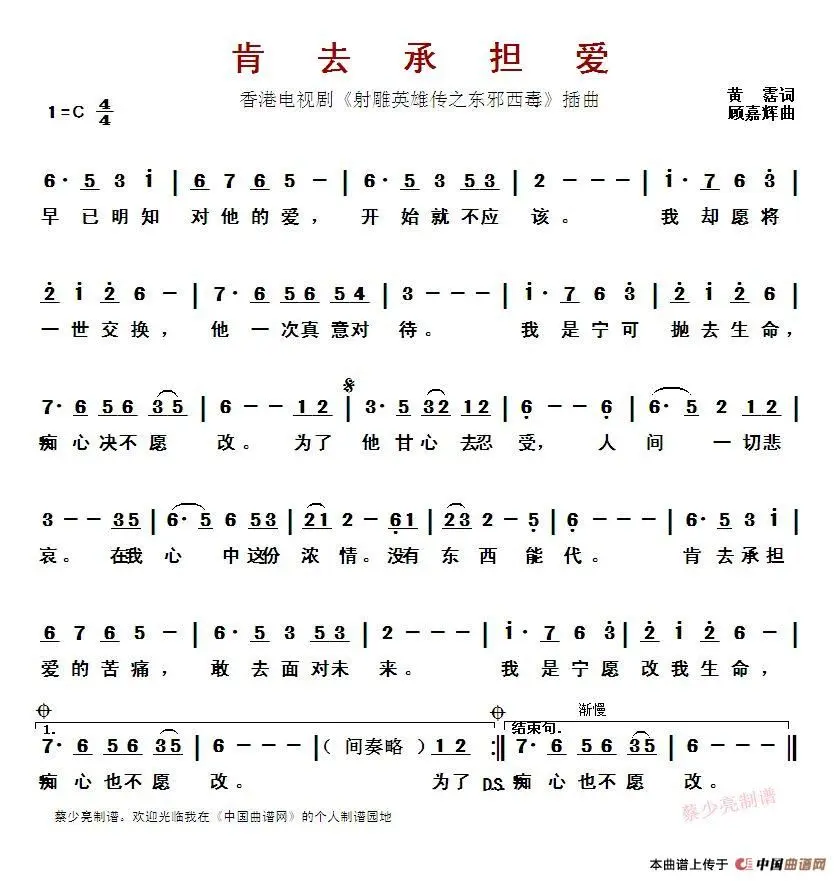 肯去承担爱
香港电视剧《射雕英雄传之东邪西毒》插曲
黄 霑词
1=C 4/4
顾嘉辉曲
6· 5 3 i | 6 7 6 5 － | 6· 5 3 5 3 | 2 － － － | i· 7 6 3 |
早已明知 对他的爱， 开始就不应 该。 我却愿将
2 i 2 6 － | 7· 6 5 6 5 4 | 3 － － － | i· 7 6 3 | 2 i 2 6 |
一世交换， 他一次真意对 待。 我是宁可 抛去生命，
7· 6 5 6 3 5 | 6 － － 1 2 | 3· 5 3 2 1 2 | 6 － － 6 | 6· 5 2 1 2 |
痴心决不愿 改。 为了 他甘心去忍 受， 人 间 一切悲
3 － － 3 5 | 6· 5 6 5 3 | 2 1 2 － 6 1 | 2 3 2 － 5 | 6 － － － | 6· 5 3 i |
哀。 在我 心 中这份 浓情。没有 东西能 代。 肯去承担
6 7 6 5 － | 6· 5 3 5 3 | 2 － － － | i· 7 6 3 | 2 i 2 6 － |
爱的苦痛， 敢去面对未 来。 我是宁愿 改我生命，
1. 结束句. 渐慢
7· 6 5 6 3 5 | 6 － － － | （ 间奏略 ） 1 2 :‖ 7· 6 5 6 3 5 | 6 － － － ‖
痴心也不愿 改。 为了 D.S. 痴心也不愿 改。
蔡少亮制谱。欢迎光临我在《中国曲谱网》的个人制谱园地
蔡少亮制谱
本曲谱上传于 中国曲谱网